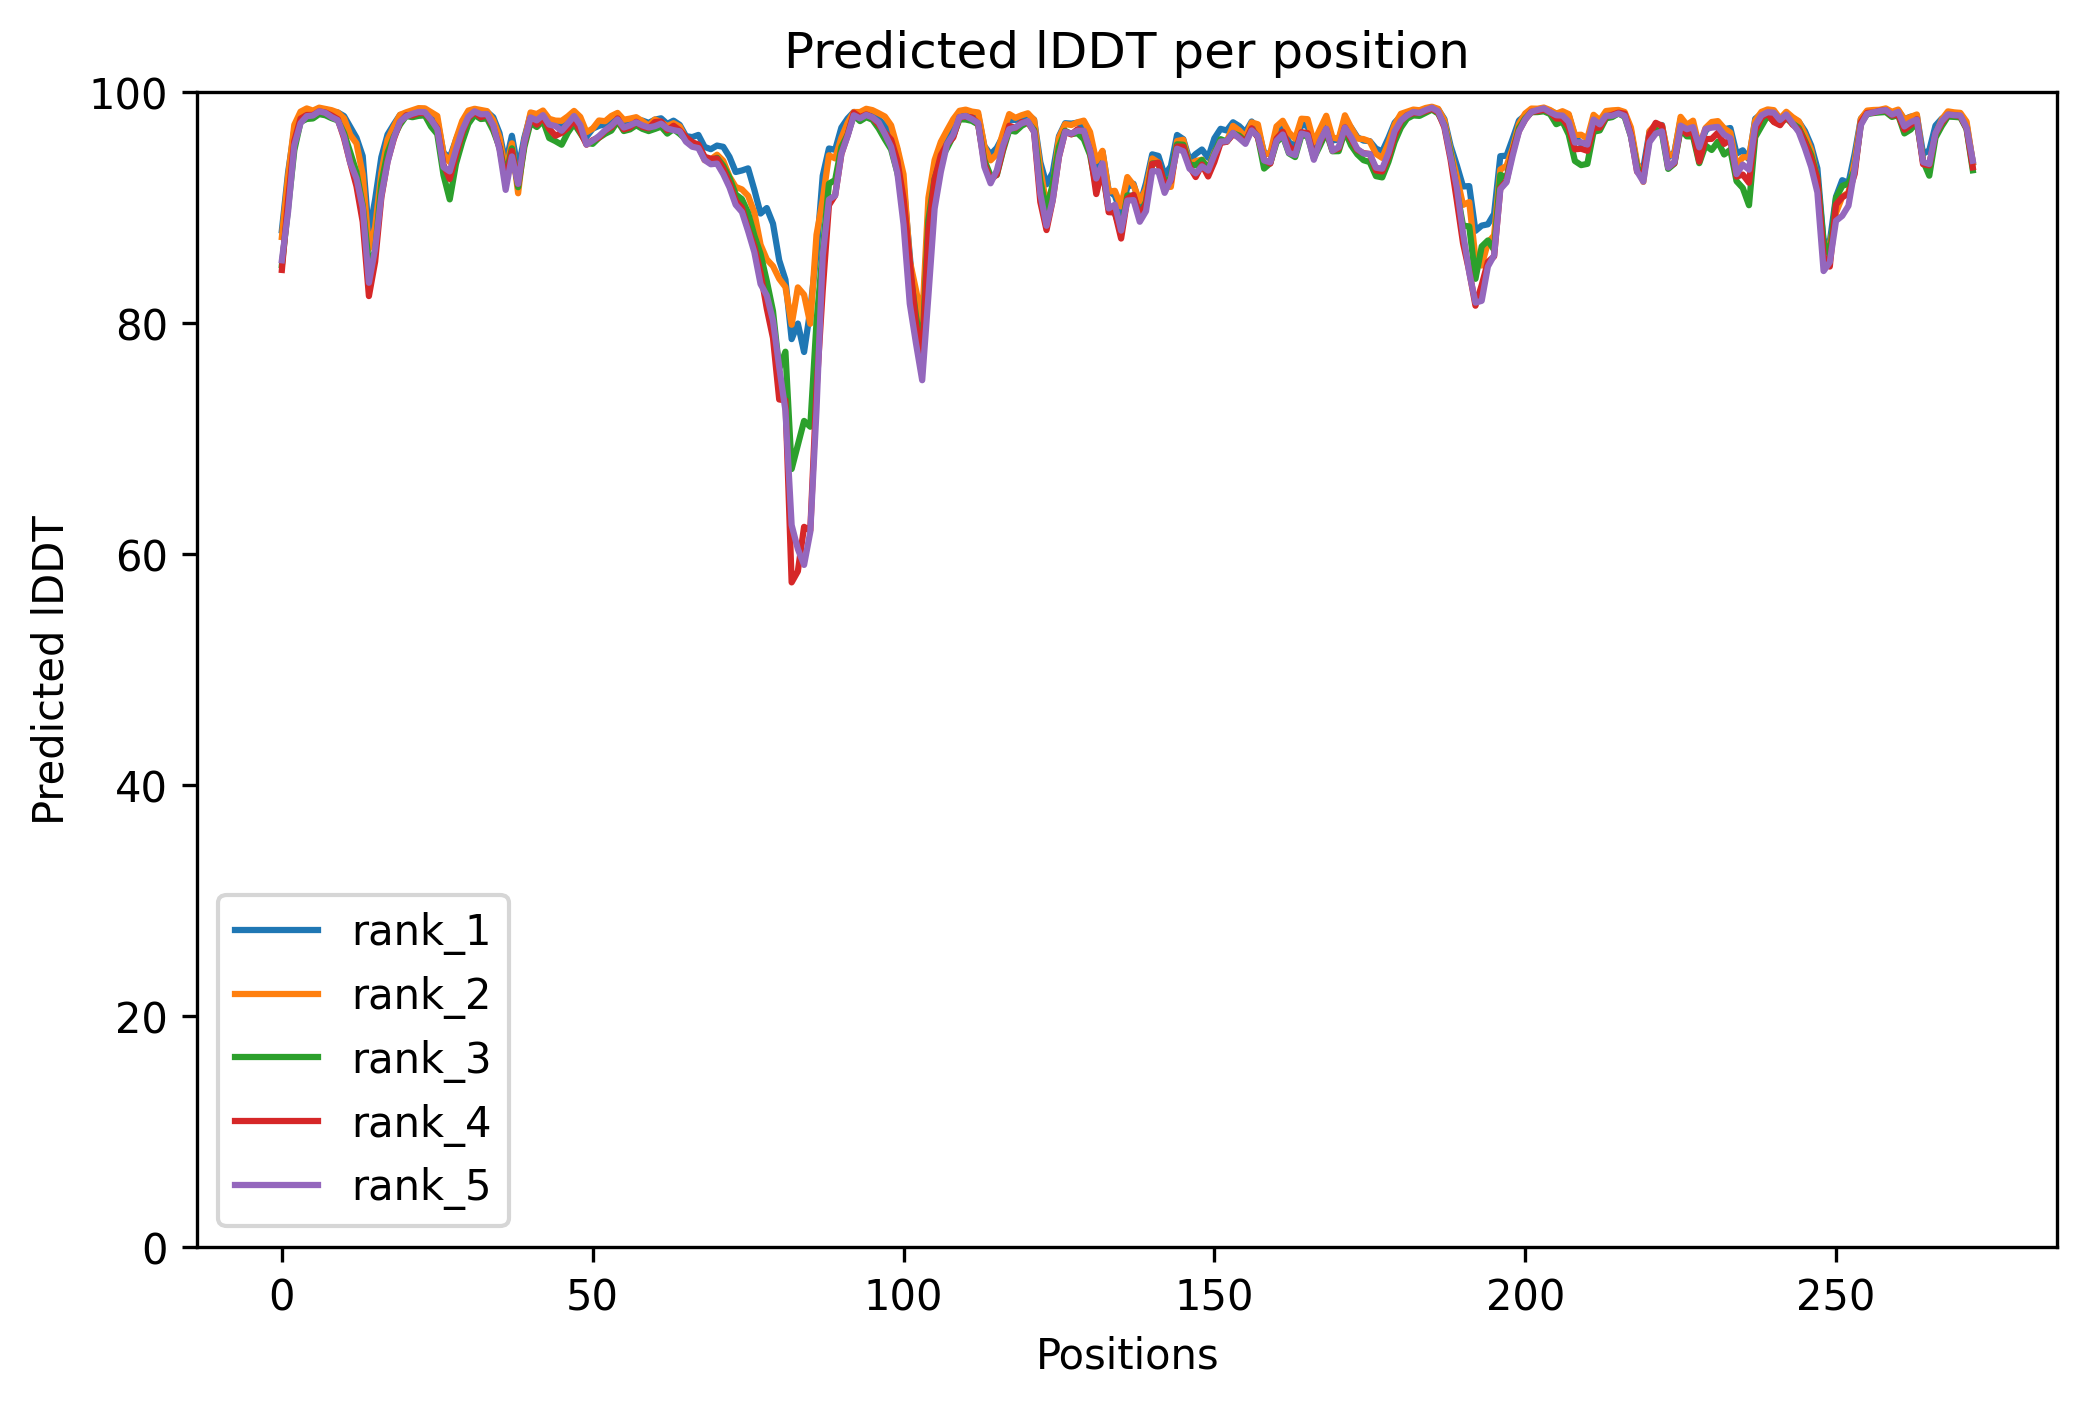 Predicted lDDT per position
100
80
60
40
20
0
Predicted lDDT
rank_1
rank_2
rank_3
rank_4
rank_5
0 50 100 150 200 250
Positions